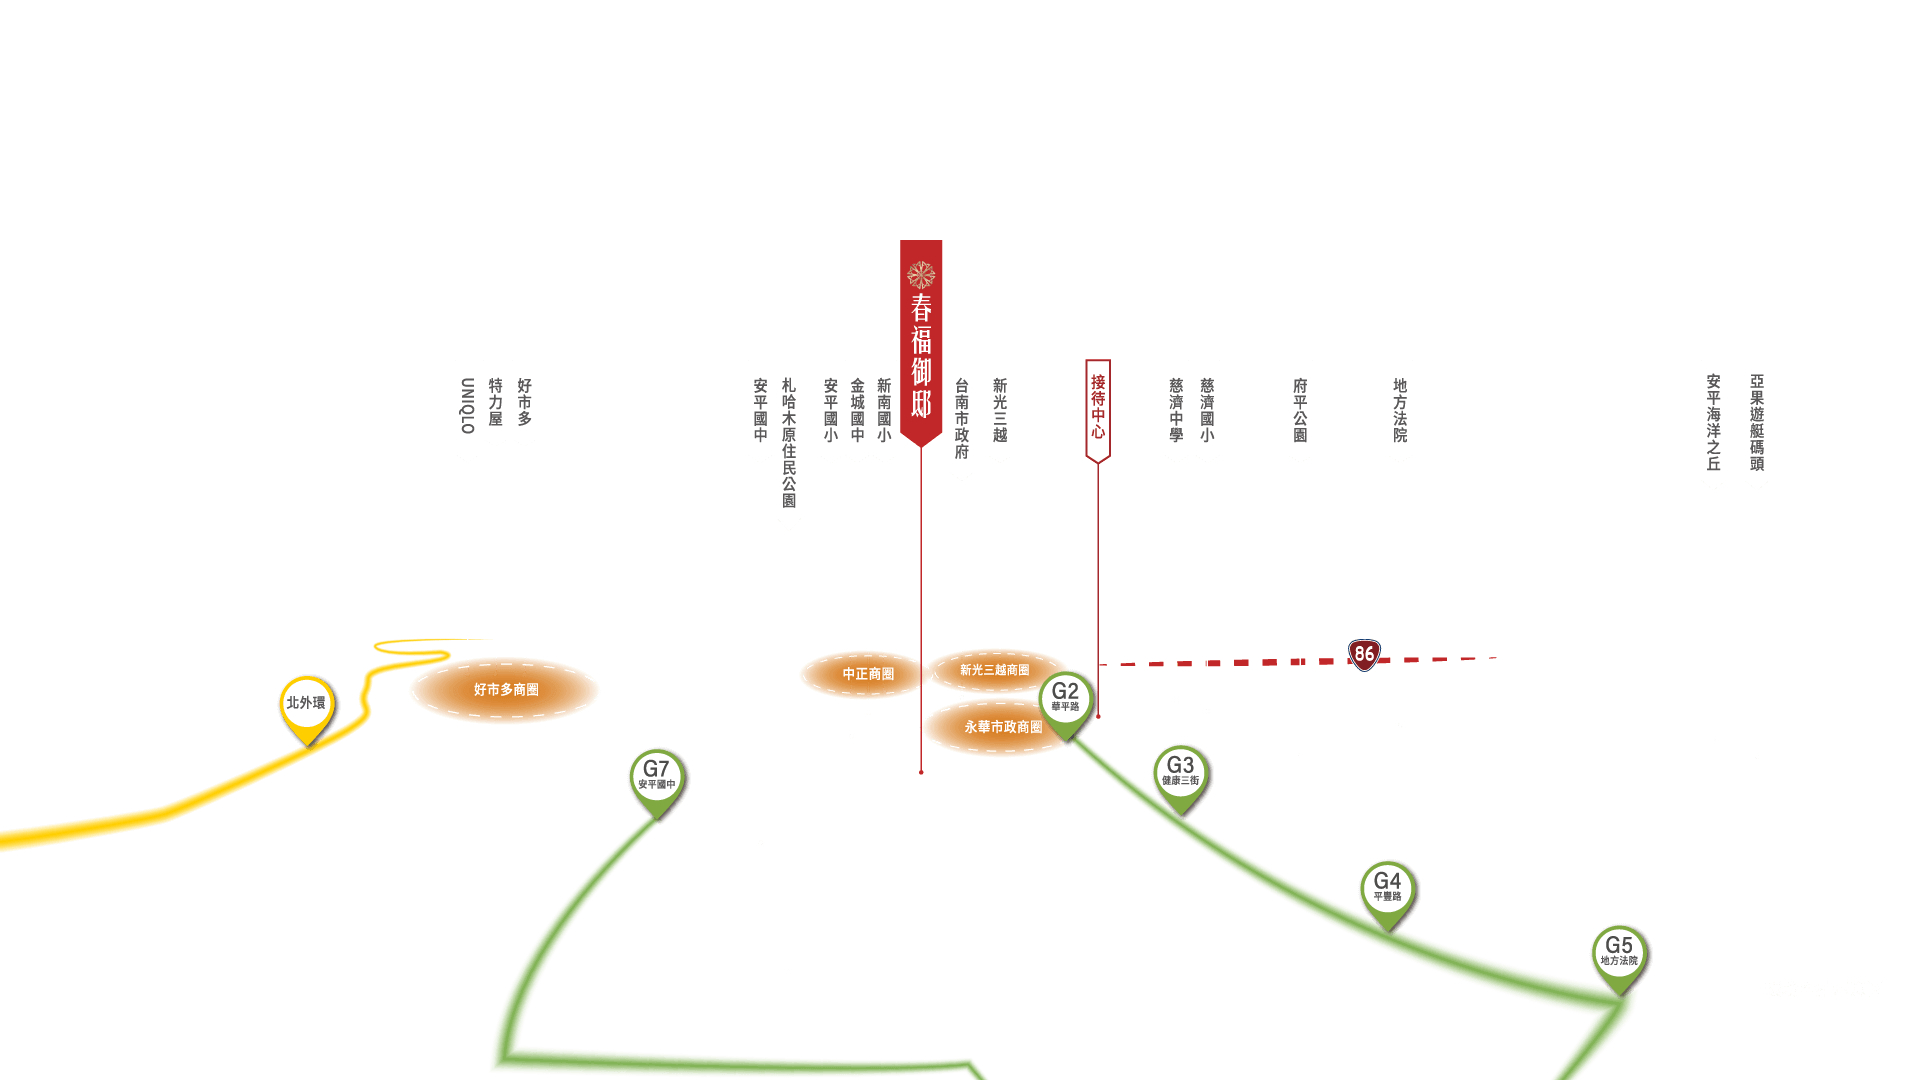 春福御邸
接待中心
UNIQLO
特力屋
好市多
安平國中
札哈木原住民公園
安平國小
金城國中
新南國小
台南市政府
新光三越
慈濟中學
慈濟國小
府平公園
地方法院
安平海洋之丘
亞果遊艇碼頭
86
中正商圈
新光三越商圈
好市多商圈
永華市政商圈
北外環
G2
華平路
G7
安平國中
G3
健康三街
G4
平豐路
G5
地方法院